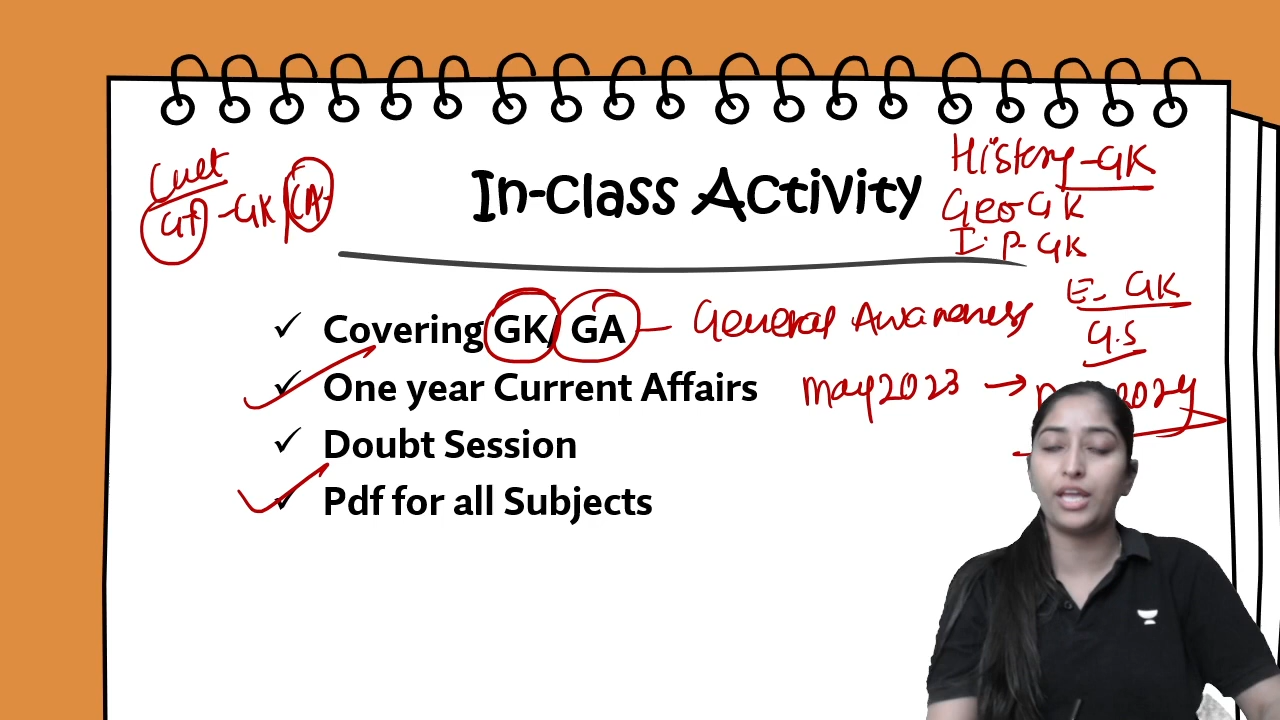 In-class Activity
Cuet
GT - GK | CA
History - GK
Geo GK
I. P GK
E - GK
G.S
✓ Covering GK/ GA - General Awareness
✓ One year Current Affairs may 2023 → 2024
✓ Doubt Session
✓ Pdf for all Subjects